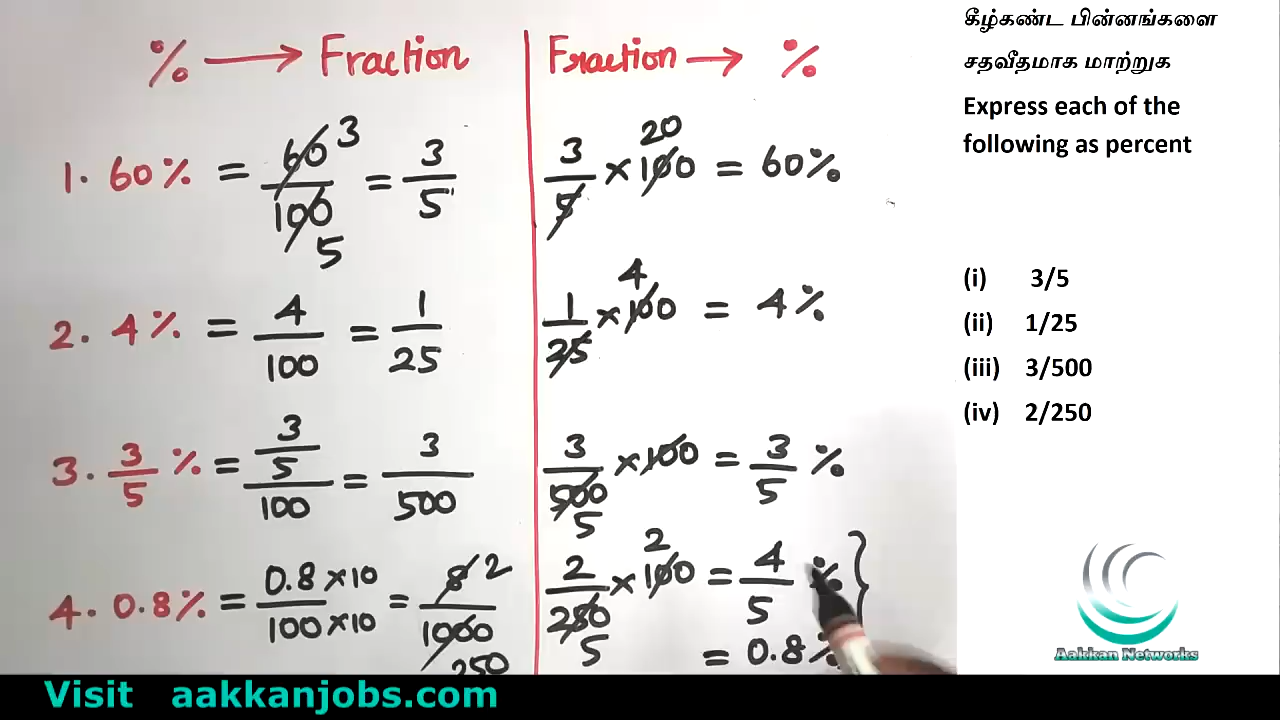 % → Fraction
1. 60% = 60/100 3 5 = 3/5
2. 4% = 4/100 = 1/25
3. 3/5 % = 3/5/100 = 3/500
4. 0.8% = 0.8 ×10/100 ×10 = 8/1000 2 250
Fraction → %
3/5 × 100 20 = 60%
1/25 × 100 4 = 4%
3/500 5 × 100 = 3/5 %
2/250 5 × 100 2 = 4/5 %
= 0.8%
கீழ்கண்ட பின்னங்களை
சதவீதமாக மாற்றுக
Express each of the
following as percent
(i) 3/5
(ii) 1/25
(iii) 3/500
(iv) 2/250
Aakkan Networks
Visit aakkanjobs.com